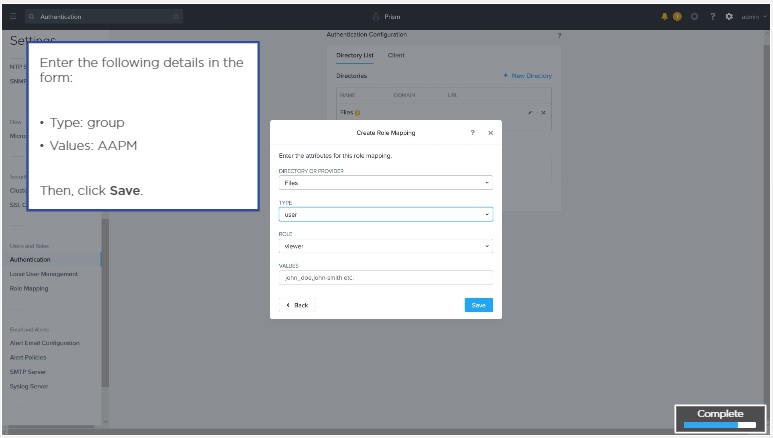 Authentication
Prism
admin
Settings
Authentication Configuration
?
Directory List Client
Directories + New Directory
NAME DOMAIN URL
Files
Enter the following details in the
form:
• Type: group
• Values: AAPM
Then, click Save.
NTP S
SNMP
Flow
Micro
Securit
Cluste
SSL C
Users and Roles
Authentication
Local User Management
Role Mapping
Email and Alerts
Alert Email Configuration
Alert Policies
SMTP Server
Syslog Server
Create Role Mapping ? ×
Enter the attributes for this role mapping.
DIRECTORY OR PROVIDER
Files
TYPE
user
ROLE
viewer
VALUES
john_doe,john-smith etc.
Back Save
Complete